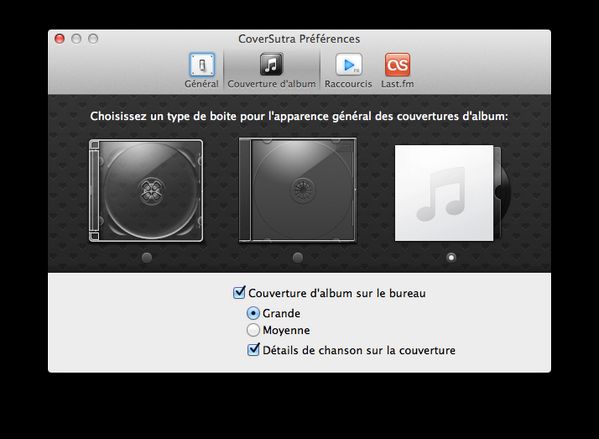 CoverSutra Préférences
Général
Couverture d'album
Raccourcis
Last.fm
Choisissez un type de boite pour l'apparence général des couvertures d'album:
Couverture d'album sur le bureau
Grande
Moyenne
Détails de chanson sur la couverture